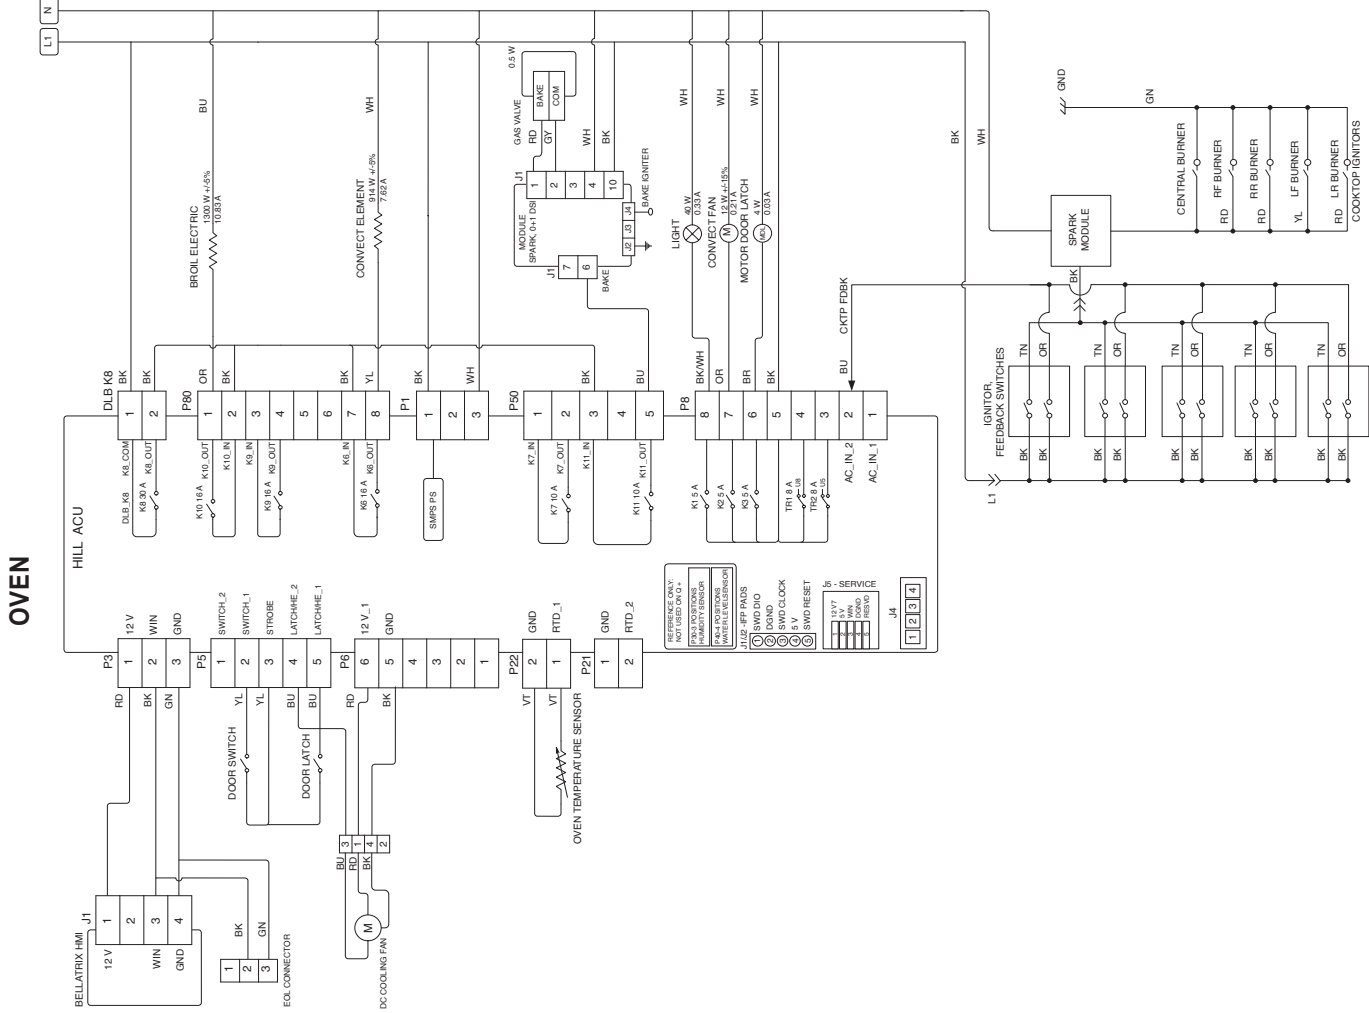 OVEN
N
L1
BU
WH
BROIL ELECTRIC
1300 W +/-5%
10.83 A
CONVECT ELEMENT
914 W +/-5%
7.62 A
GAS VALVE
0.5 W
BAKE
COM
RD
GY
WH
BK
J1
1
2
3
4
10
MODULE
SPARK, 0+1 DSI
J4
J3
J2
BAKE IGNITER
J1
7
6
BAKE
WH
WH
WH
LIGHT
40 W
0.33 A
CONVECT FAN
M
12 W +/-15%
0.21 A
MOTOR DOOR LATCH
MDL
4 W
0.03 A
BK
WH
GND
GN
CENTRAL BURNER
RF BURNER
RD
RR BURNER
RD
LF BURNER
YL
LR BURNER
RD
COOKTOP IGNITORS
SPARK
MODULE
BK
CKTP FDBK
BU
IGNITOR,
FEEDBACK SWITCHES
TN
OR
TN
OR
TN
OR
TN
OR
TN
OR
BK
BK
BK
BK
BK
BK
BK
BK
BK
BK
L1
HILL ACU
DLB K8
BK
BK
1
2
K8_COM
K8_OUT
DLB_K8
K8 30 A
P80
OR
BK
BK
YL
1
2
3
4
5
6
7
8
K10_OUT
K10_IN
K9_IN
K9_OUT
K6_IN
K6_OUT
K10 16 A
K9 16 A
K6 16 A
P1
BK
WH
1
2
3
SMPS PS
P50
BK
BU
1
2
3
4
5
K7_IN
K7_OUT
K11_IN
K11_OUT
K7 10 A
K11 10 A
P8
BK/WH
OR
BR
BK
8
7
6
5
4
3
2
1
K1 5 A
K2 5 A
K3 5 A
TR1 8 A
U8
TR2 8 A
U5
AC_IN_2
AC_IN_1
P3
RD
BK
GN
1
2
3
12 V
WIN
GND
P5
YL
YL
BU
BU
1
2
3
4
5
SWITCH_2
SWITCH_1
STROBE
LATCH/HE_2
LATCH/HE_1
P6
RD
BK
6
5
4
3
2
1
12 V_1
GND
P22
VT
VT
2
1
GND
RTD_1
P21
1
2
GND
RTD_2
REFERENCE ONLY:
NOT USED ON Q +
P30-3 POSITIONS
HUMIDITY SENSOR
P40-4 POSITIONS
WATER LEVELSENSOR
J1/J2 -IFP PADS
1 SWD DIO
2 DGND
3 SWD CLOCK
4 5 V
5 SWD RESET
J5 - SERVICE
1 12 V7
2 5 V
3 WIN
4 DGND
5 RESVD
J4
1 2 3 4
DOOR SWITCH
DOOR LATCH
OVEN TEMPERATURE SENSOR
BU
RD
BK
3
1
4
2
M
DC COOLING FAN
BELLATRIX HMI
J1
1
2
3
4
12 V
WIN
GND
BK
GN
1
2
3
EOL CONNECTOR